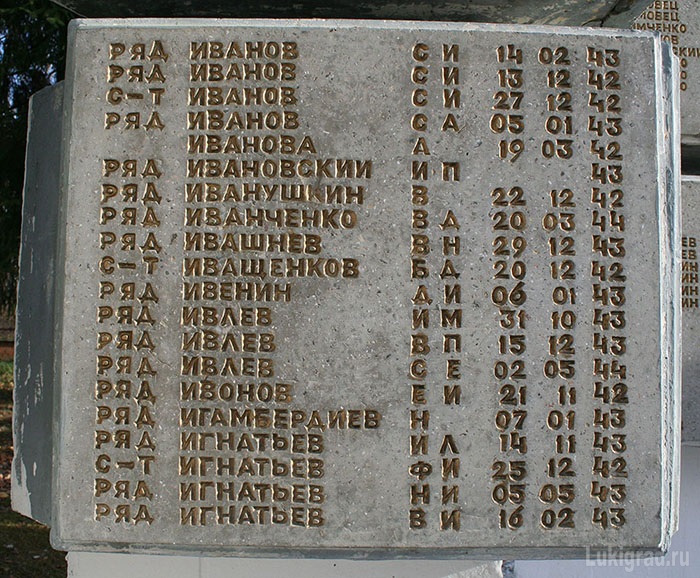 РЯД ИВАНОВ С И 14 02 43
РЯД ИВАНОВ С И 13 12 42
С-Т ИВАНОВ С И 27 12 42
РЯД ИВАНОВ С А 05 01 43
ИВАНОВА А 19 03 42
РЯД ИВАНОВСКИИ И П 43
РЯД ИВАНУШКИН В 22 12 42
РЯД ИВАНЧЕНКО В Д 20 03 44
РЯД ИВАШНЕВ В Н 29 12 43
С-Т ИВАЩЕНКОВ Б Д 20 12 42
РЯД ИВЕНИН Д И 06 01 43
РЯД ИВЛЕВ И М 31 10 43
РЯД ИВЛЕВ В П 15 12 43
РЯД ИВЛЕВ С Е 02 05 44
РЯД ИВОНОВ Е И 21 11 42
РЯД ИГАМБЕРДИЕВ Н 07 01 43
РЯД ИГНАТЬЕВ И Л 14 11 43
С-Т ИГНАТЬЕВ Ф И 25 12 42
РЯД ИГНАТЬЕВ Н И 05 05 43
РЯД ИГНАТЬЕВ В И 16 02 43
Lukigrad.ru